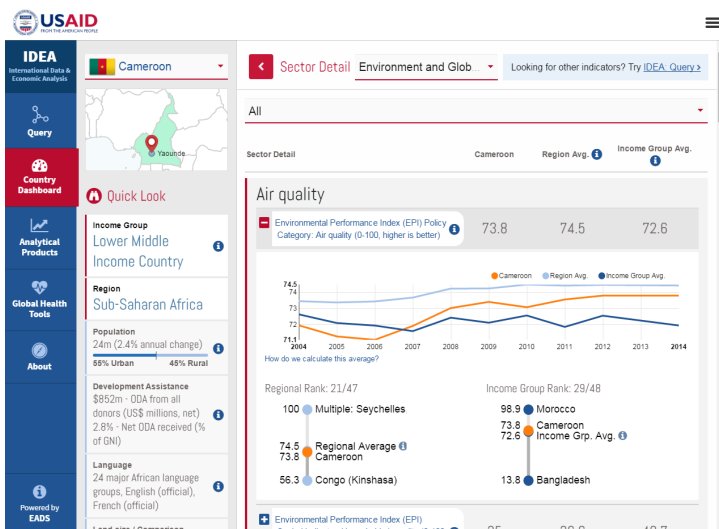 USAID
FROM THE AMERICAN PEOPLE
IDEA
International Data &
Economic Analysis
Query
Country
Dashboard
Analytical
Products
Global Health
Tools
About
Powered by
EADS
Cameroon
Yaounde
Quick Look
Income Group
Lower Middle
Income Country
Region
Sub-Saharan Africa
Population
24m (2.4% annual change)
55% Urban 45% Rural
Development Assistance
$852m - ODA from all
donors (US$ millions, net)
2.8% - Net ODA received (%
of GNI)
Language
24 major African language
groups, English (official),
French (official)
Sector Detail Environment and Glob...
Looking for other indicators? Try IDEA: Query >
All
Sector Detail Cameroon Region Avg. Income Group Avg.
Air quality
Environmental Performance Index (EPI) Policy
Category: Air quality (0-100, higher is better)
73.8 74.5 72.6
Cameroon Region Avg. Income Group Avg.
74.5
74
73
72
71.1
2004 2005 2006 2007 2008 2009 2010 2011 2012 2013 2014
How do we calculate this average?
Regional Rank: 21/47
100 Multiple: Seychelles
74.5 Regional Average
73.8 Cameroon
56.3 Congo (Kinshasa)
Income Group Rank: 29/48
98.9 Morocco
73.8 Cameroon
72.6 Income Grp. Avg.
13.8 Bangladesh
Environmental Performance Index (EPI)